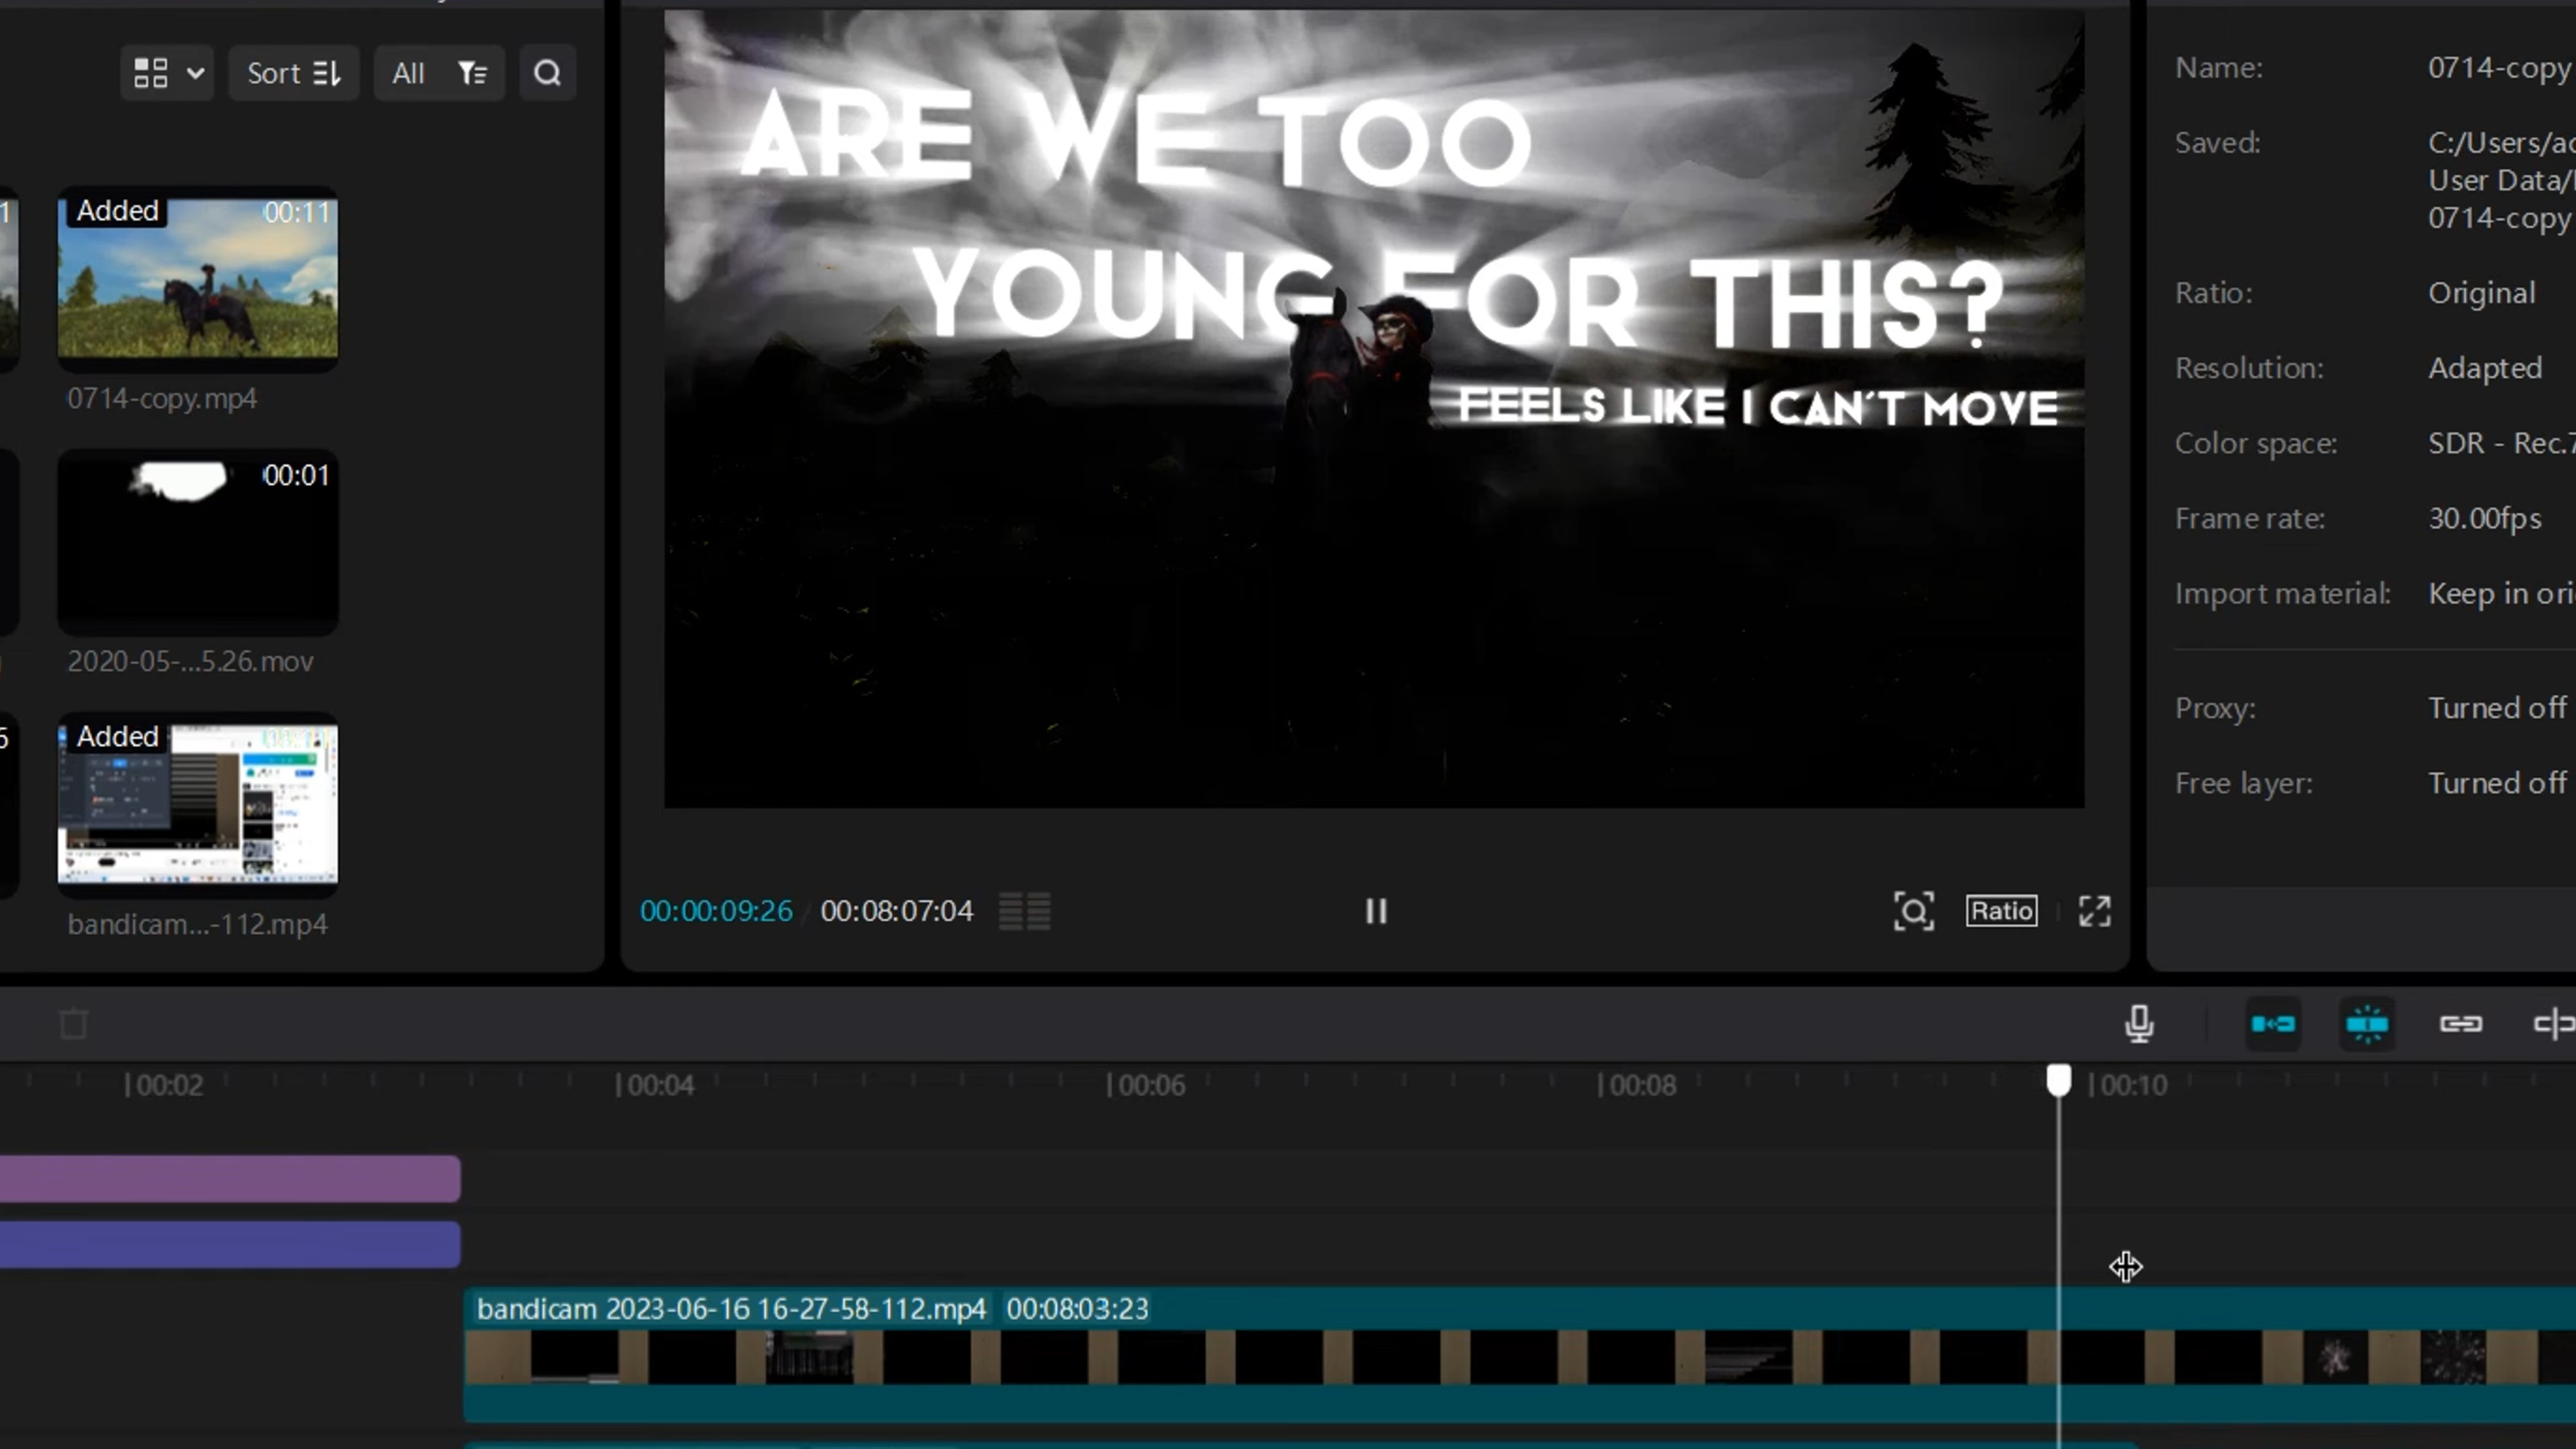 Sort
All
Added
00:11
0714-copy.mp4
00:01
2020-05-...5.26.mov
Added
bandicam...-112.mp4
ARE WE TOO
YOUNG FOR THIS?
FEELS LIKE I CAN'T MOVE
00:00:09:26 / 00:08:07:04
Ratio
Name: 0714-copy
Saved: C:/Users/
User Data/
0714-copy
Ratio: Original
Resolution: Adapted
Color space: SDR - Rec.
Frame rate: 30.00fps
Import material: Keep in
Proxy: Turned off
Free layer: Turned off
00:02
00:04
00:06
00:08
00:10
bandicam 2023-06-16 16-27-58-112.mp4 00:08:03:23